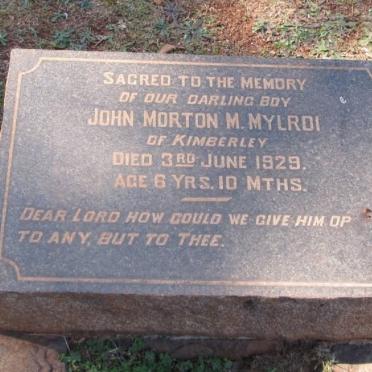 SACRED TO THE MEMORY
OF OUR DARLING BOY
JOHN MORTON M. MYLROI
OF KIMBERLEY
DIED 3RD JUNE 1929.
AGE 6 YRS. 10 MTHS.
DEAR LORD HOW COULD WE GIVE HIM OP
TO ANY, BUT TO THEE.